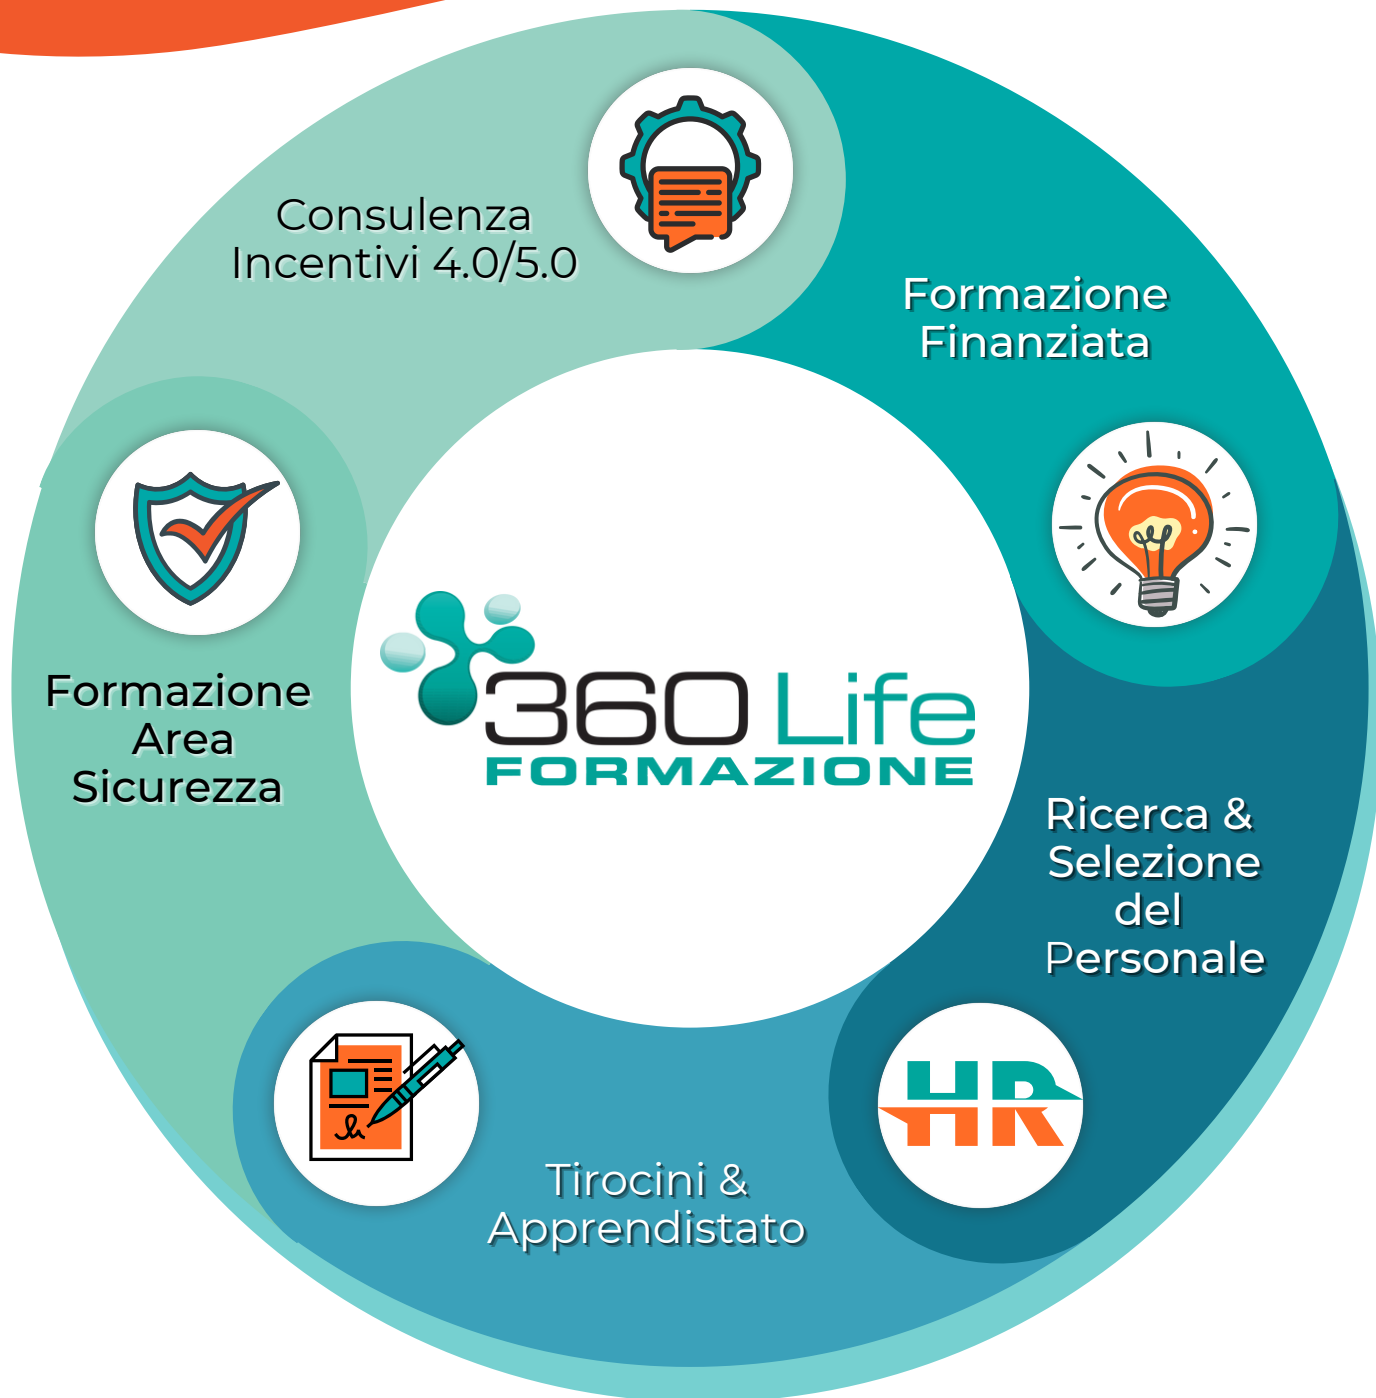 Consulenza
Incentivi 4.0/5.0
Formazione
Finanziata
Formazione
Area
Sicurezza
360 Life
FORMAZIONE
Ricerca &
Selezione
del
Personale
HR
Tirocini &
Apprendistato